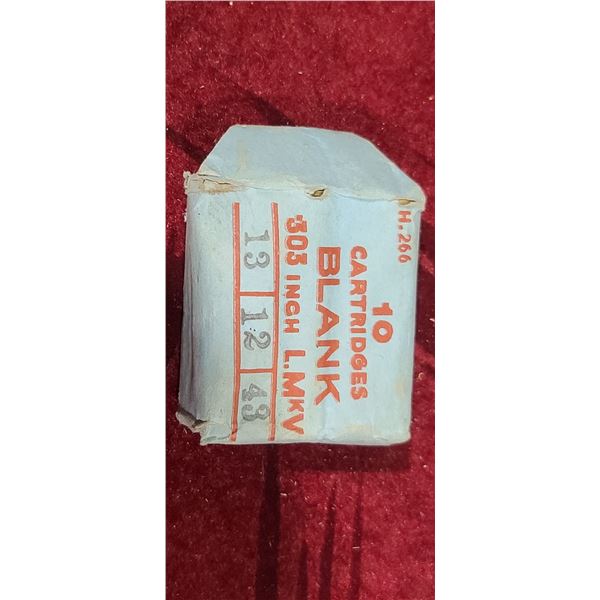 H.266
10
CARTRIDGES
BLANK
·303 INCH L.MKV
13 12 43